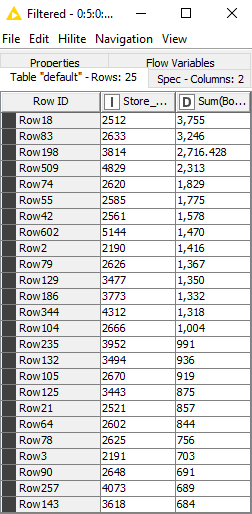 Filtered - 0:5:0:...
File Hilite Navigation View
Properties Flow Variables
Table "default" - Rows: 25 Spec - Columns: 2
Row ID I Store_... D Sum(Bo...
Row18 2512 3,755
Row83 2633 3,246
Row198 3814 2,716.428
Row509 4829 2,313
Row74 2620 1,829
Row55 2585 1,775
Row42 2561 1,578
Row602 5144 1,470
Row2 2190 1,416
Row79 2626 1,367
Row129 3477 1,350
Row186 3773 1,332
Row344 4312 1,318
Row104 2666 1,004
Row235 3952 991
Row132 3494 936
Row105 2670 919
Row125 3443 875
Row21 2521 857
Row64 2602 844
Row78 2625 756
Row3 2191 703
Row90 2648 691
Row257 4073 689
Row143 3618 684